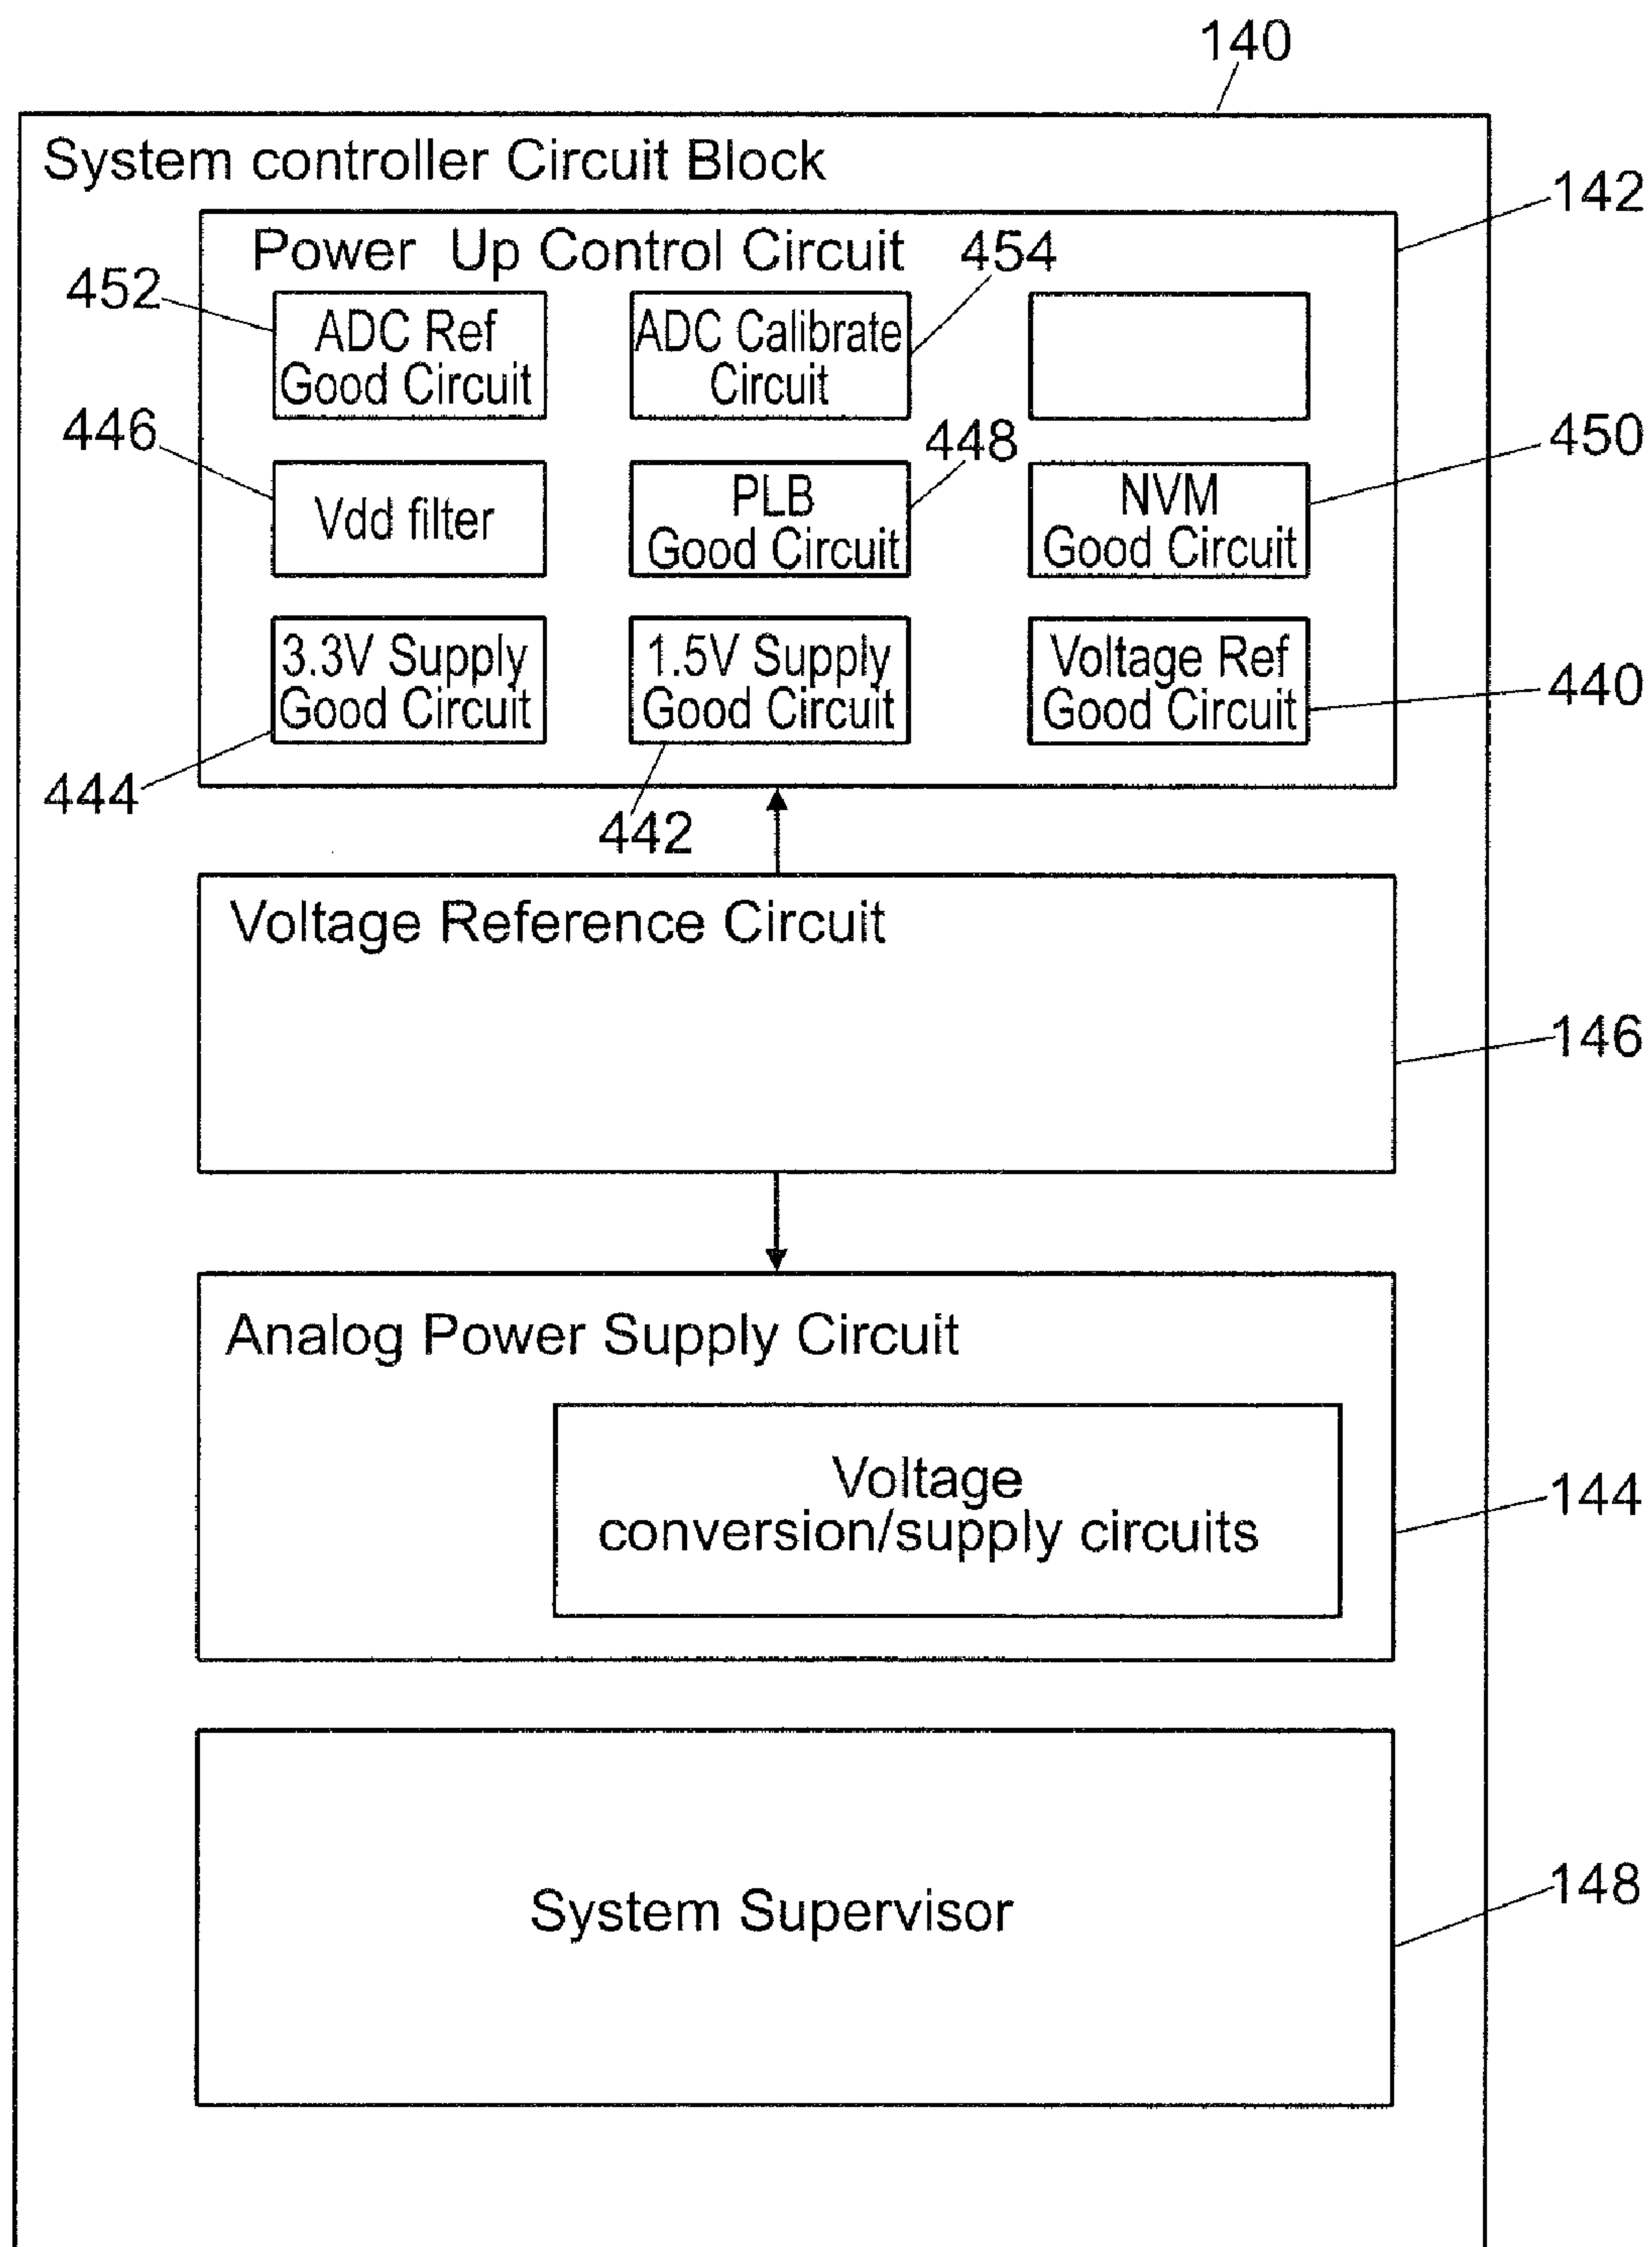 140
System controller Circuit Block
142
Power Up Control Circuit
454
452
ADC Ref
Good Circuit
ADC Calibrate
Circuit
446
448
450
Vdd filter
PLB
Good Circuit
NVM
Good Circuit
3.3V Supply
Good Circuit
1.5V Supply
Good Circuit
Voltage Ref
Good Circuit
440
444
442
Voltage Reference Circuit
146
Analog Power Supply Circuit
Voltage
conversion/supply circuits
144
System Supervisor
148